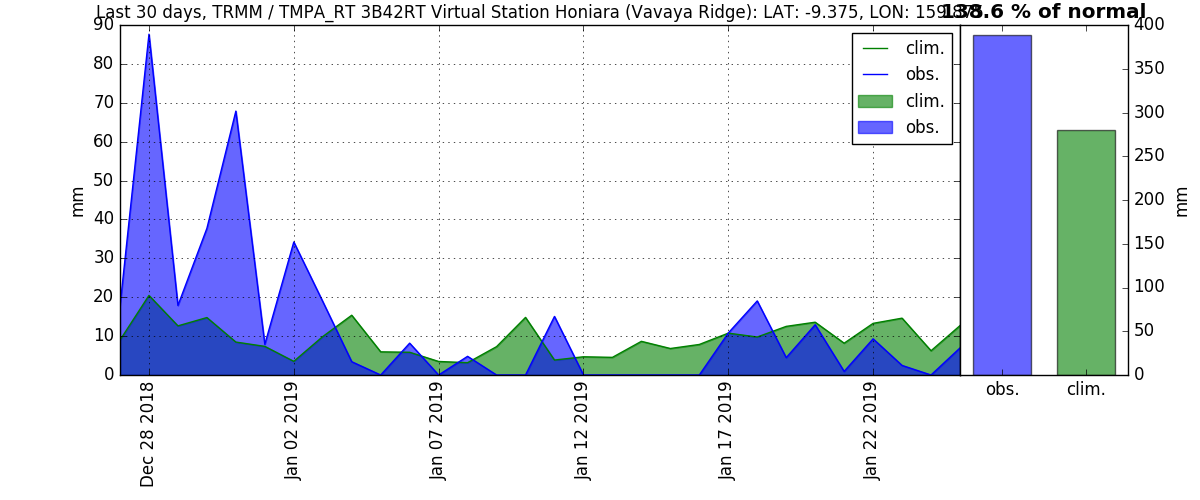 Last 30 days, TRMM / TMPA_RT 3B42RT Virtual Station Honiara (Vavaya Ridge): LAT: -9.375, LON:
138.6 % of normal
90
80
70
60
50
40
30
20
10
0
mm
clim.
obs.
clim.
obs.
400
350
300
250
200
150
100
50
0
mm
Dec 28 2018
Jan 02 2019
Jan 07 2019
Jan 12 2019
Jan 17 2019
Jan 22 2019
obs.
clim.